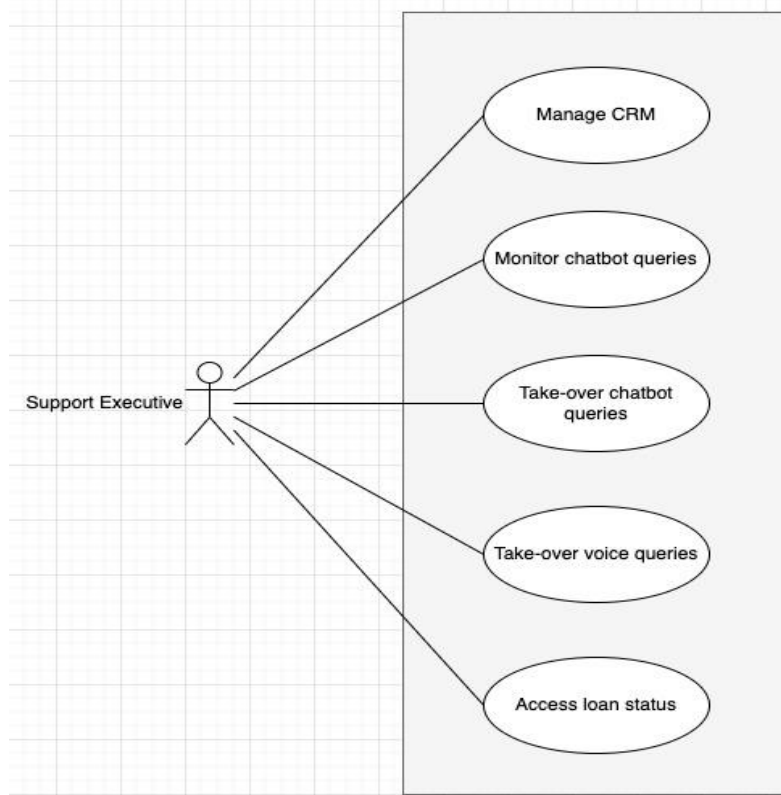 Manage CRM
Monitor chatbot queries
Take-over chatbot
queries
Support Executive
Take-over voice queries
Access loan status